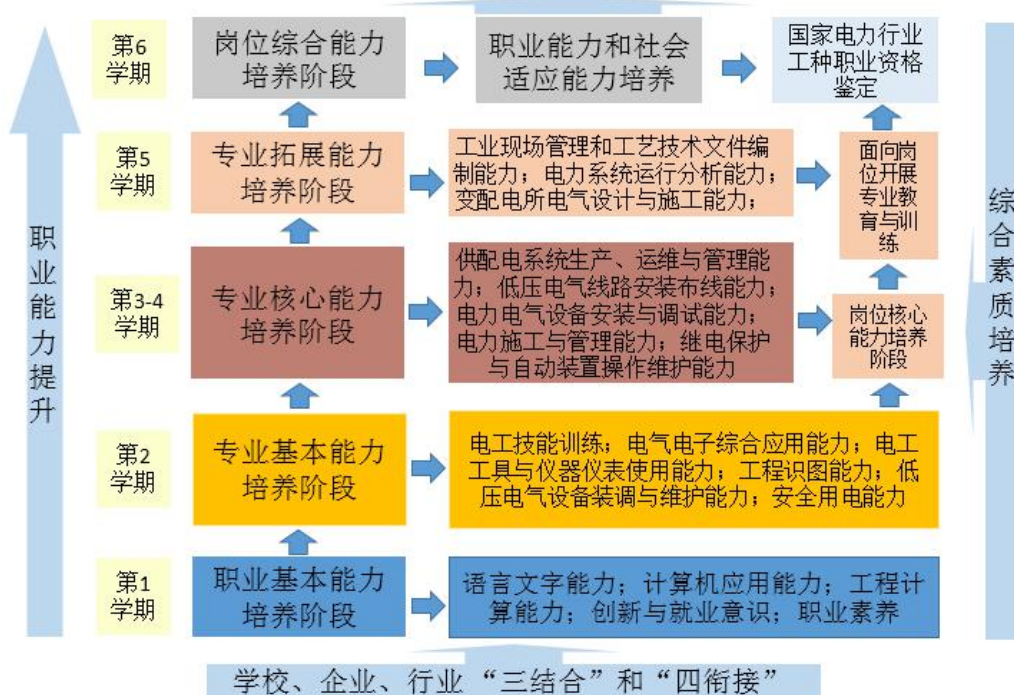 第6
学期
岗位综合能力
培养阶段
职业能力和社会
适应能力培养
国家电力行业
工种职业资格
鉴定
第5
学期
专业拓展能力
培养阶段
工业现场管理和工艺技术文件编
制能力；电力系统运行分析能力；
变配电所电气设计与施工能力；
面向岗
位开展
专业教
育与训
练
职业能力提升
综合素质培养
第3-4
学期
专业核心能力
培养阶段
供配电系统生产、运维与管理能
力；低压电气线路安装布线能力；
电力电气设备安装与调试能力；
电力施工与管理能力；继电保护
与自动装置操作维护能力
岗位核心
能力培养
阶段
第2
学期
专业基本能力
培养阶段
电工技能训练；电气电子综合应用能力；电工
工具与仪器仪表使用能力；工程识图能力；低
压电气设备装调与维护能力；安全用电能力
第1
学期
职业基本能力
培养阶段
语言文字能力；计算机应用能力；工程计
算能力；创新与就业意识；职业素养
学校、企业、行业“三结合”和“四衔接”